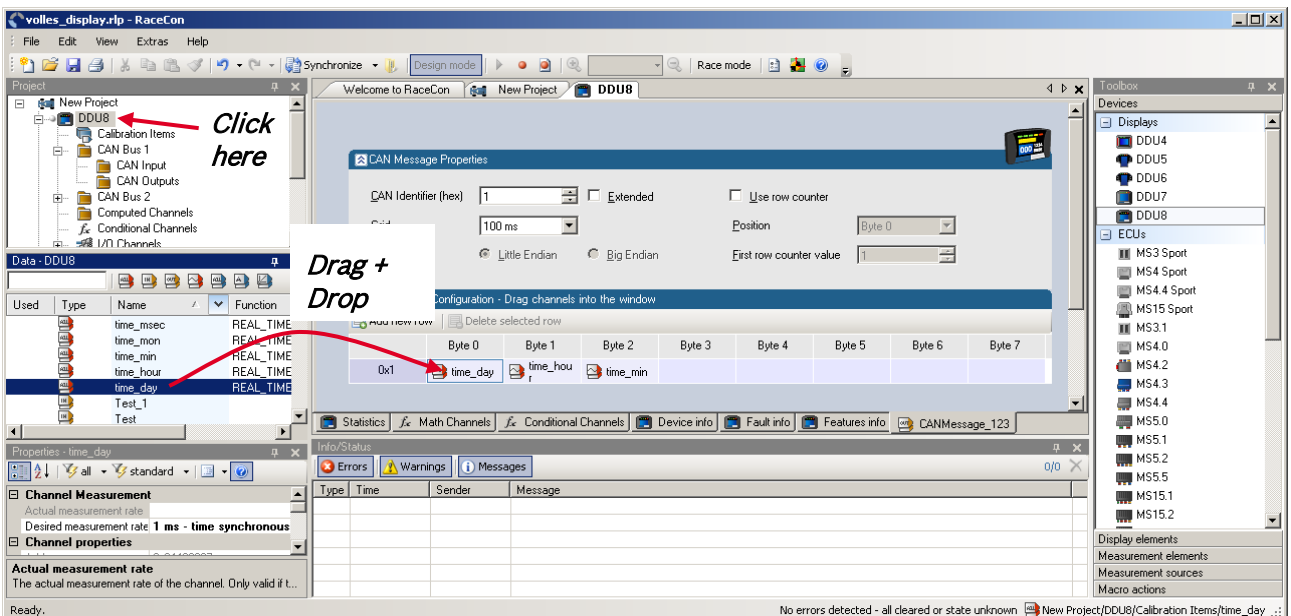 volles_display.rlp - RaceCon
File Edit View Extras Help
Synchronize Design mode Race mode
Project
New Project
DDU8
Calibration Items
CAN Bus 1
CAN Input
CAN Outputs
CAN Bus 2
Computed Channels
fx Conditional Channels
I/O Channels
Click
here
Data - DDU8
Used Type Name Function
time_msec REAL_TIME
time_mon REAL_TIME
time_min REAL_TIME
time_hour REAL_TIME
time_day REAL_TIME
Test_1
Test
Drag +
Drop
Properties - time_day
all standard
Channel Measurement
Actual measurement rate
Desired measurement rate 1 ms - time synchronous
Channel properties
Actual measurement rate
The actual measurement rate of the channel. Only valid if t...
Welcome to RaceCon New Project DDU8
CAN Message Properties
CAN Identifier (hex) 1 Extended Use row counter
100 ms Position Byte 0
Little Endian Big Endian First row counter value 1
Configuration - Drag channels into the window
Add new row Delete selected row
Byte 0 Byte 1 Byte 2 Byte 3 Byte 4 Byte 5 Byte 6 Byte 7
0x1 time_day time_hou
r time_min
Statistics fx Math Channels fx Conditional Channels Device info Fault info Features info CANMessage_123
Info/Status
Errors Warnings Messages 0/0
Type Time Sender Message
Toolbox
Devices
Displays
DDU4
DDU5
DDU6
DDU7
DDU8
ECUs
MS3 Sport
MS4 Sport
MS4.4 Sport
MS15 Sport
MS3.1
MS4.0
MS4.2
MS4.3
MS4.4
MS5.0
MS5.1
MS5.2
MS5.5
MS15.1
MS15.2
Display elements
Measurement elements
Measurement sources
Macro actions
Ready. No errors detected - all cleared or state unknown New Project/DDU8/Calibration Items/time_day